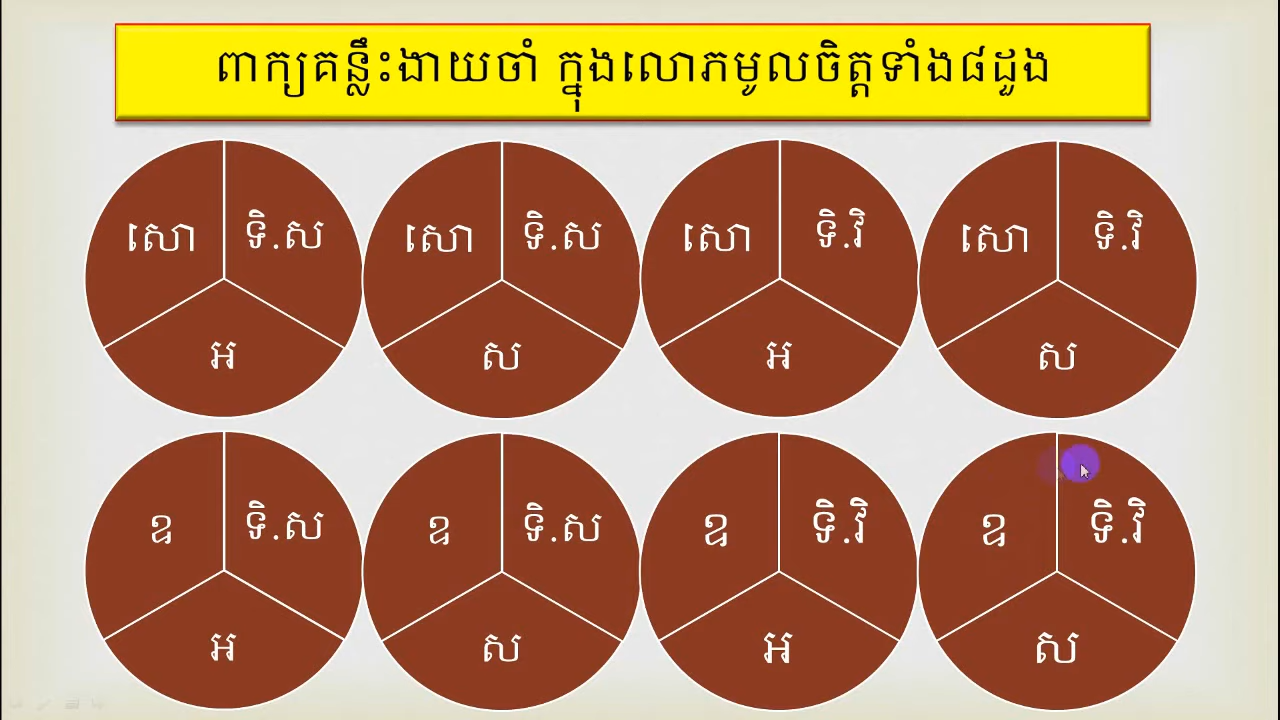 ពាក្យគន្លឹះងាយចាំ ក្នុងលោភមូលចិត្តទាំង៨ដួង
សោ ទិ.ស សោ ទិ.ស សោ ទិ.វិ សោ ទិ.វិ
អ ស អ ស
ឧ ទិ.ស ឧ ទិ.ស ឧ ទិ.វិ ឧ ទិ.វិ
អ ស អ ស